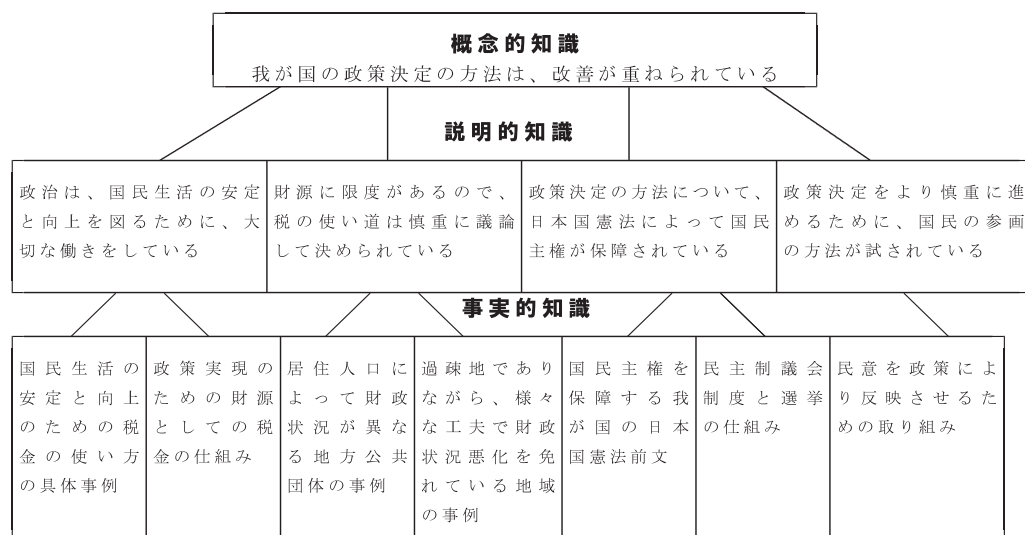 概念的知識
我が国の政策決定の方法は、改善が重ねられている
説明的知識
政治は、国民生活の安定
と向上を図るために、大
切な働きをしている
財源に限度があるので、
税の使い道は慎重に議論
して決められている
政策決定の方法について、
日本国憲法によって国民
主権が保障されている
政策決定をより慎重に進
めるために、国民の参画
の方法が試されている
事実的知識
国民生活の
安定と向上
のための税
金の使い方
の具体事例
政策実現の
ための財源
としての税
金の仕組み
居住人口に
よって財政
状況が異な
る地方公共
団体の事例
過疎地であり
ながら、様々
な工夫で財政
状況悪化を免
れている地域
の事例
国民主権を
保障する我
が国の日本
国憲法前文
民主制議会
制度と選挙
の仕組み
民意を政策によ
り反映させるた
めの取り組み